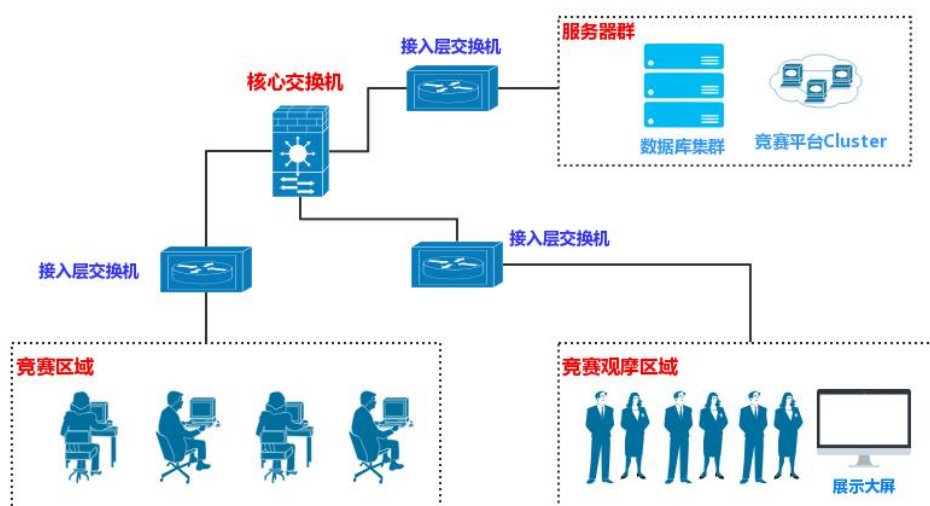 服务器群
接入层交换机
核心交换机
数据库集群
竞赛平台Cluster
接入层交换机
接入层交换机
竞赛区域
竞赛观摩区域
展示大屏